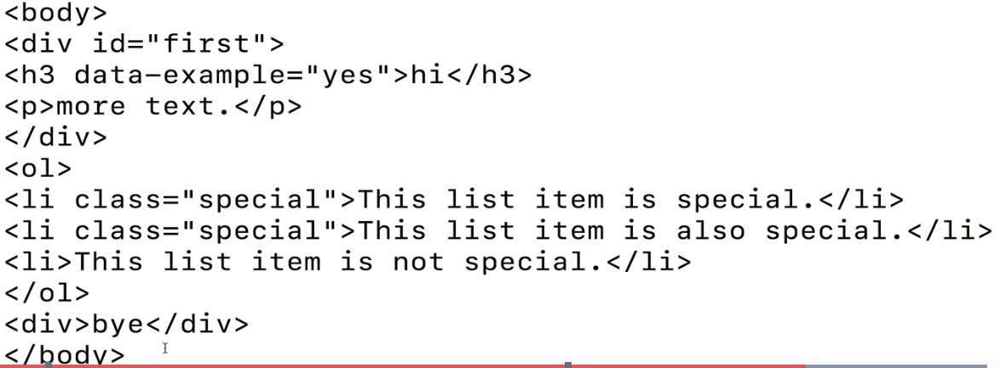 <body>
<div id="first">
<h3 data-example="yes">hi</h3>
<p>more text.</p>
</div>
<ol>
<li class="special">This list item is special.</li>
<li class="special">This list item is also special.</li>
<li>This list item is not special.</li>
</ol>
<div>bye</div>
</body>